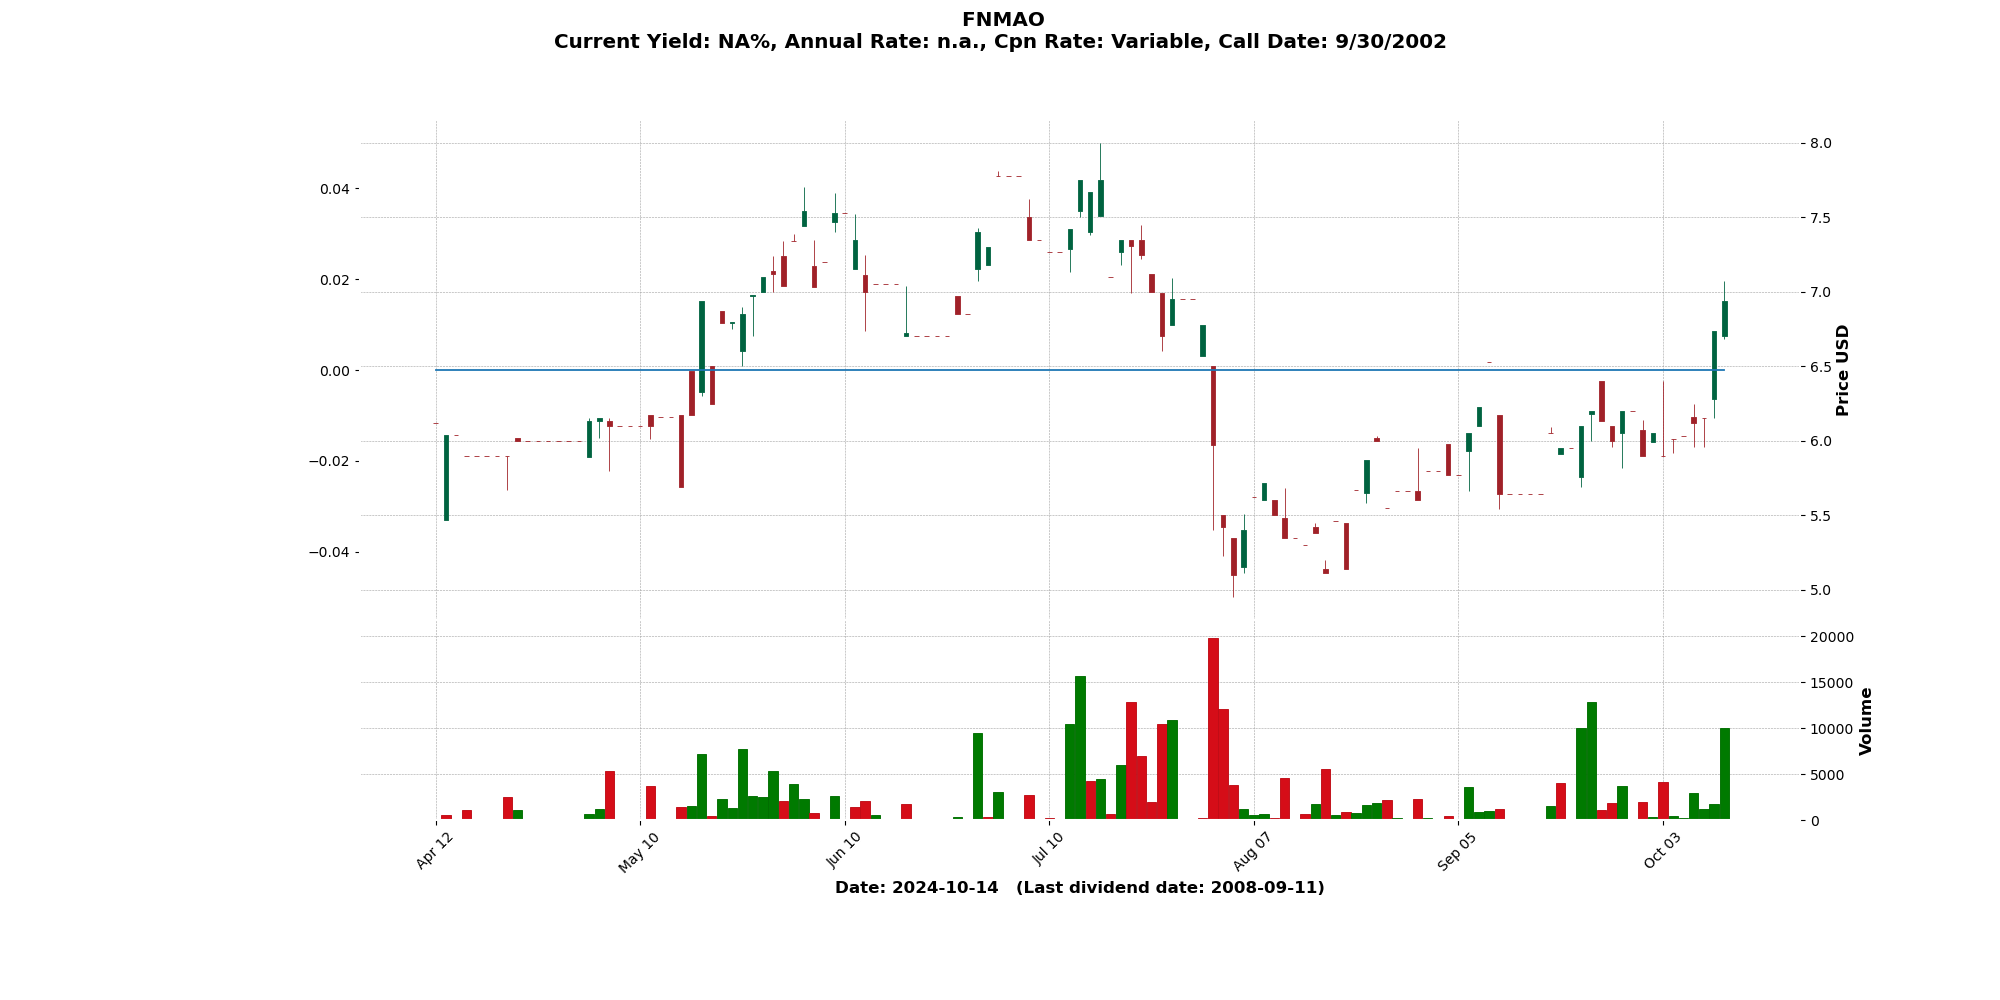 FNMAO
Current Yield: NA%, Annual Rate: n.a., Cpn Rate: Variable, Call Date: 9/30/2002
0.04
0.02
0.00
−0.02
−0.04
8.0
7.5
7.0
6.5
6.0
5.5
5.0
Price USD
20000
15000
10000
5000
0
Volume
Apr 12
May 10
Jun 10
Jul 10
Aug 07
Sep 05
Oct 03
Date: 2024-10-14   (Last dividend date: 2008-09-11)